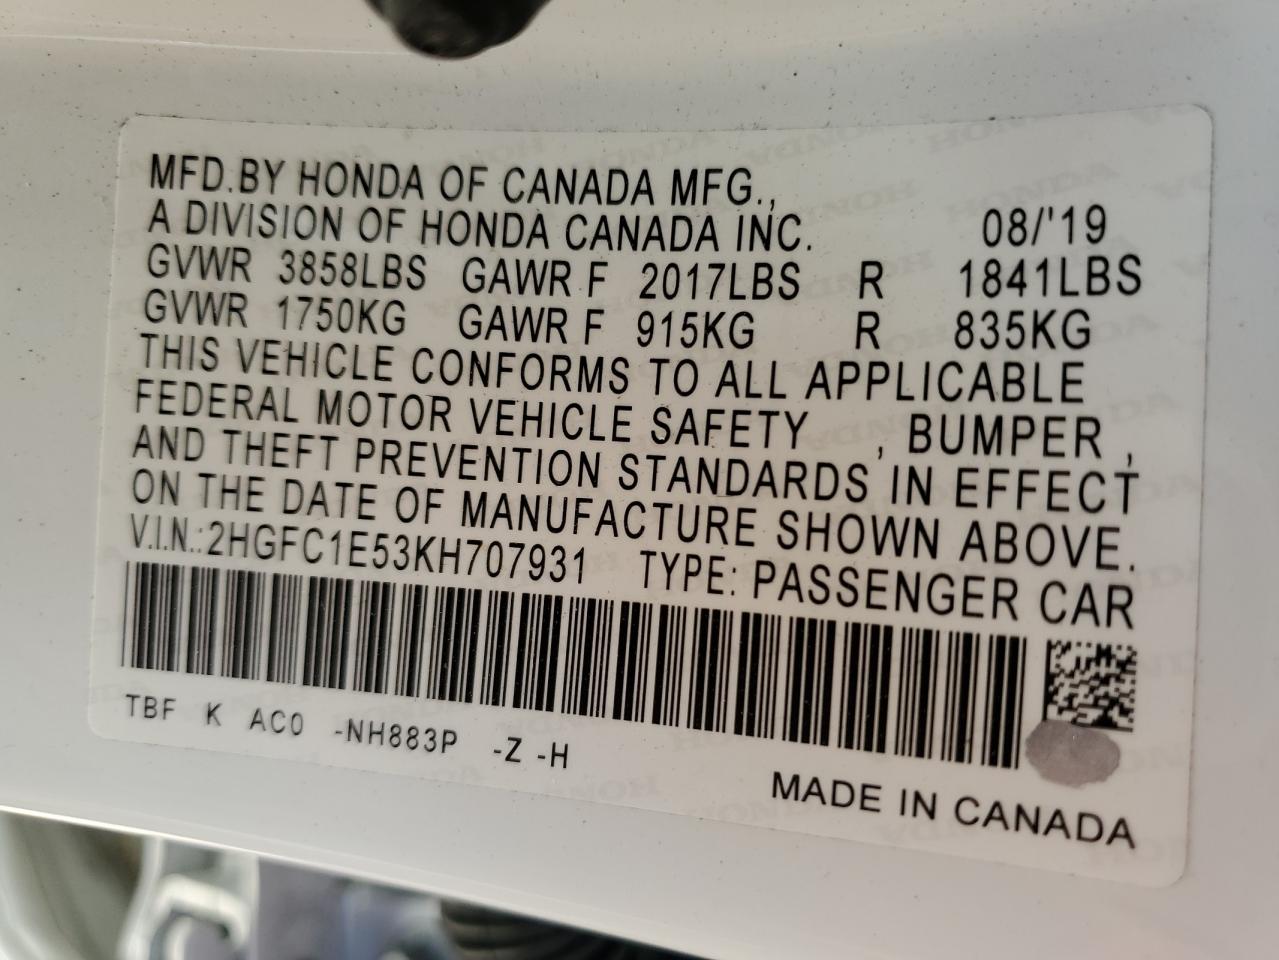 MFD.BY HONDA OF CANADA MFG.,
A DIVISION OF HONDA CANADA INC. 08/'19
GVWR 3858LBS GAWR F 2017LBS R 1841LBS
GVWR 1750KG GAWR F 915KG R 835KG
THIS VEHICLE CONFORMS TO ALL APPLICABLE
FEDERAL MOTOR VEHICLE SAFETY , BUMPER ,
AND THEFT PREVENTION STANDARDS IN EFFECT
ON THE DATE OF MANUFACTURE SHOWN ABOVE.
V.I.N.:2HGFC1E53KH707931 TYPE: PASSENGER CAR
TBF K AC0 -NH883P -Z -H
MADE IN CANADA